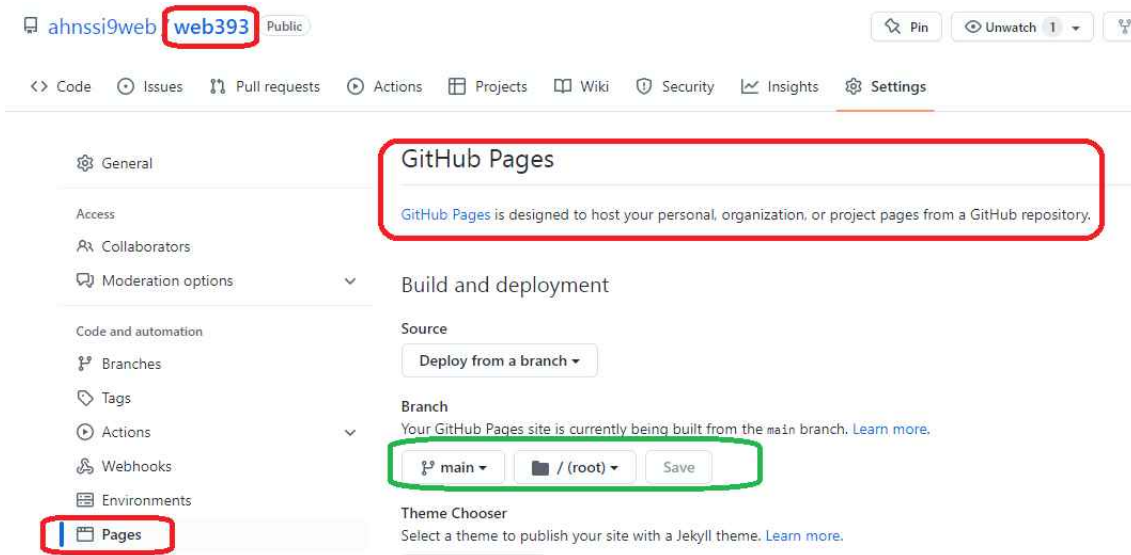 ahnssi9web / web393 Public
Pin
Unwatch 1
Code Issues Pull requests Actions Projects Wiki Security Insights Settings
General
Access
Collaborators
Moderation options
Code and automation
Branches
Tags
Actions
Webhooks
Environments
Pages
GitHub Pages
GitHub Pages is designed to host your personal, organization, or project pages from a GitHub repository.
Build and deployment
Source
Deploy from a branch
Branch
Your GitHub Pages site is currently being built from the main branch. Learn more.
main / (root) Save
Theme Chooser
Select a theme to publish your site with a Jekyll theme. Learn more.